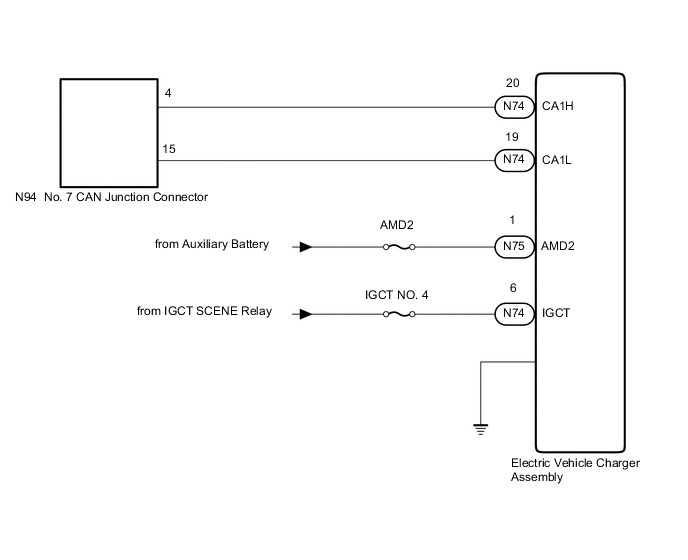 4
20
N74 CA1H
15
19
N74 CA1L
N94 No. 7 CAN Junction Connector
AMD2
1
from Auxiliary Battery
N75 AMD2
IGCT NO. 4
6
from IGCT SCENE Relay
N74 IGCT
Electric Vehicle Charger
Assembly